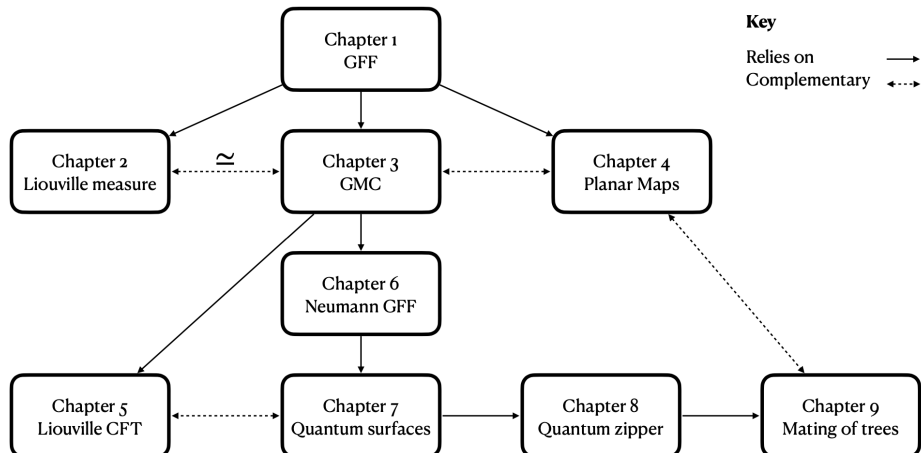 Chapter 1
GFF
Key
Relies on
Complementary
Chapter 2
Liouville measure
≃
Chapter 3
GMC
Chapter 4
Planar Maps
Chapter 6
Neumann GFF
Chapter 5
Liouville CFT
Chapter 7
Quantum surfaces
Chapter 8
Quantum zipper
Chapter 9
Mating of trees